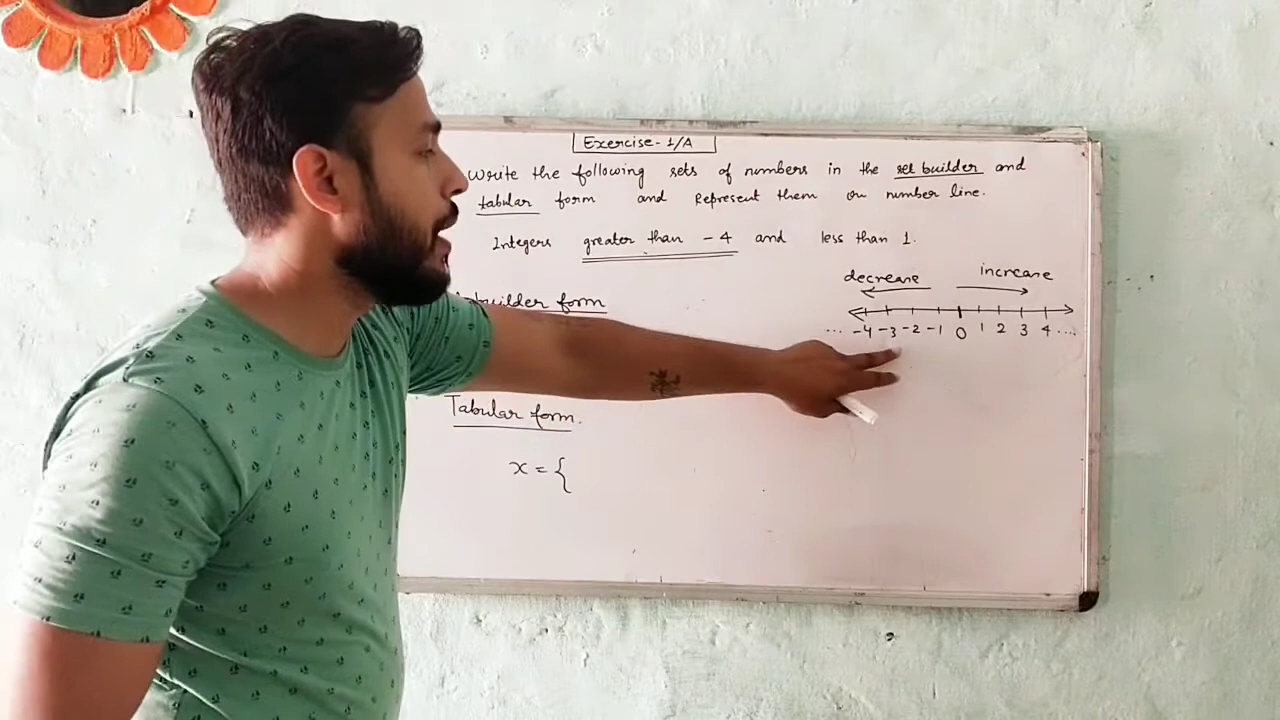 Exercise - 1/A
Write the following sets of numbers in the set builder and
tabular form and Represent them on number line.
Integers greater than - 4 and less than 1.
decrease increase
... -4 -3 -2 -1 0 1 2 3 4 ....
builder form
Tabular form.
x = {